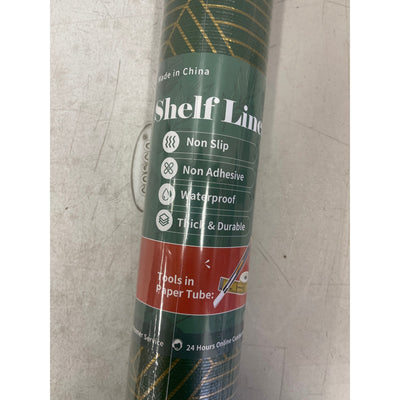 Made in China
Shelf Line
Non Slip
Non Adhesive
Waterproof
Thick & Durable
Tools in
Paper Tube:
Service
24 Hours Online